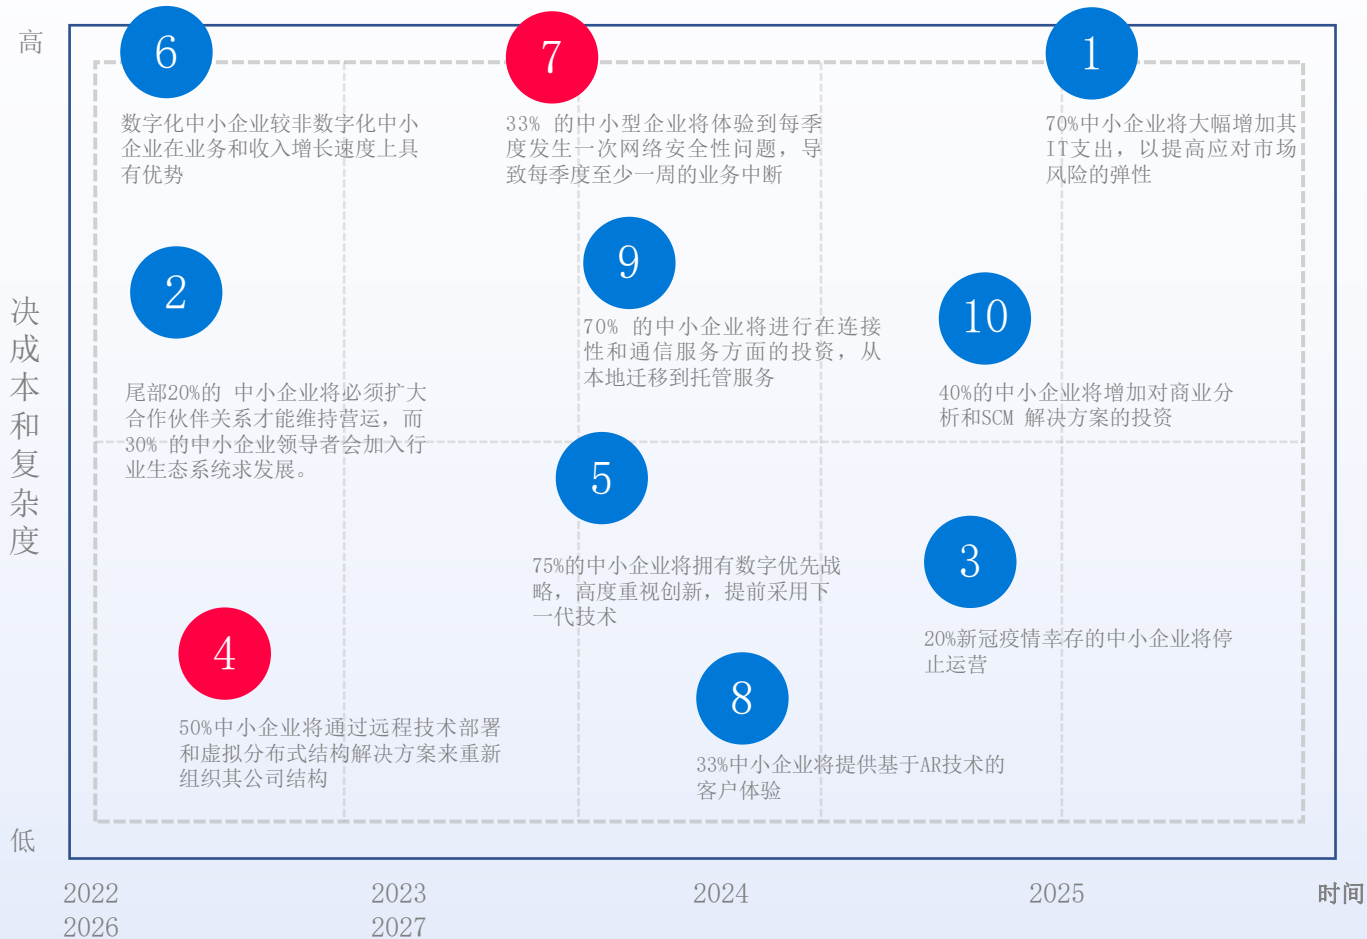 高
6
7
1
数字化中小企业较非数字化中小
企业在业务和收入增长速度上具
有优势
33% 的中小型企业将体验到每季
度发生一次网络安全性问题，导
致每季度至少一周的业务中断
70%中小企业将大幅增加其
IT支出，以提高应对市场
风险的弹性
2
9
10
70% 的中小企业将进行在连接
性和通信服务方面的投资，从
本地迁移到托管服务
决成本和复杂度
尾部20%的 中小企业将必须扩大
合作伙伴关系才能维持营运，而
30% 的中小企业领导者会加入行
业生态系统求发展。
40%的中小企业将增加对商业分
析和SCM 解决方案的投资
5
3
75%的中小企业将拥有数字优先战
略，高度重视创新，提前采用下
一代技术
4
8
20%新冠疫情幸存的中小企业将停
止运营
50%中小企业将通过远程技术部署
和虚拟分布式结构解决方案来重新
组织其公司结构
33%中小企业将提供基于AR技术的
客户体验
低
2022 2023 2024 2025 时间
2026 2027